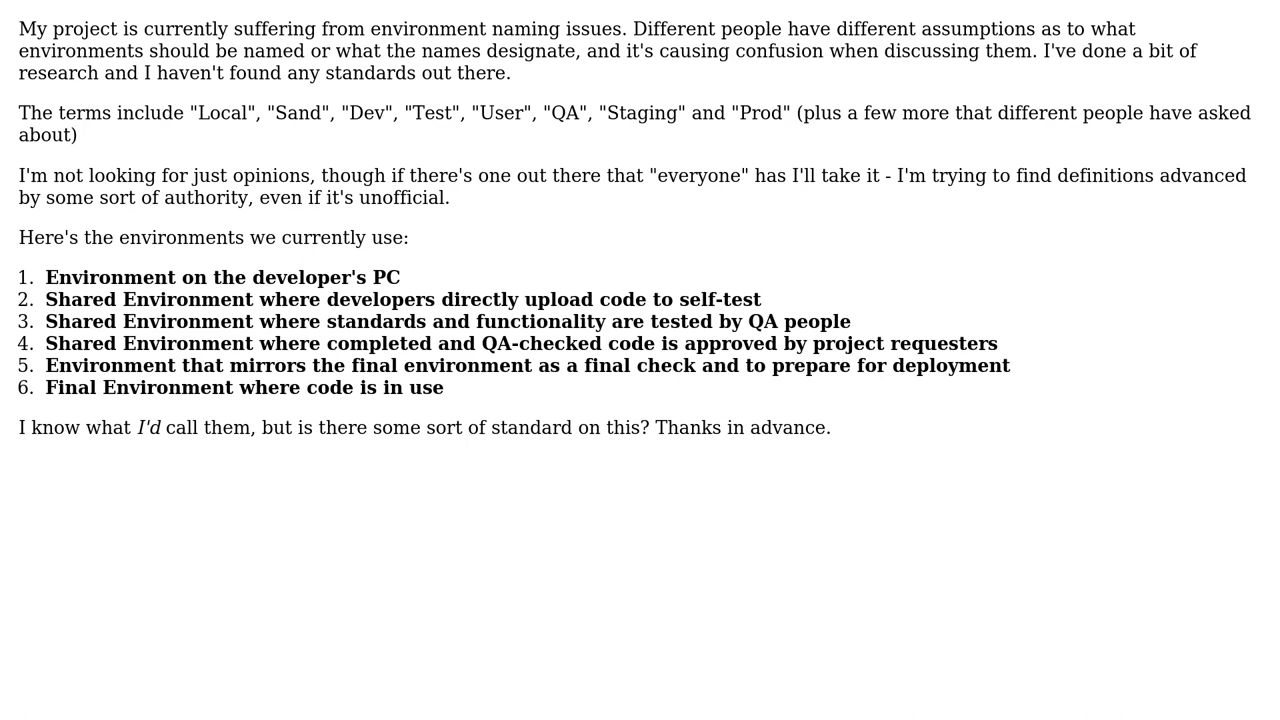 My project is currently suffering from environment naming issues. Different people have different assumptions as to what
environments should be named or what the names designate, and it's causing confusion when discussing them. I've done a bit of
research and I haven't found any standards out there.
The terms include "Local", "Sand", "Dev", "Test", "User", "QA", "Staging" and "Prod" (plus a few more that different people have asked
about)
I'm not looking for just opinions, though if there's one out there that "everyone" has I'll take it - I'm trying to find definitions advanced
by some sort of authority, even if it's unofficial.
Here's the environments we currently use:
1. Environment on the developer's PC
2. Shared Environment where developers directly upload code to self-test
3. Shared Environment where standards and functionality are tested by QA people
4. Shared Environment where completed and QA-checked code is approved by project requesters
5. Environment that mirrors the final environment as a final check and to prepare for deployment
6. Final Environment where code is in use
I know what I'd call them, but is there some sort of standard on this? Thanks in advance.